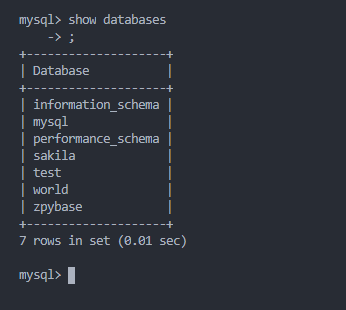 mysql> show databases
    -> ;
+--------------------+
| Database           |
+--------------------+
| information_schema |
| mysql              |
| performance_schema |
| sakila             |
| test               |
| world              |
| zpybase            |
+--------------------+
7 rows in set (0.01 sec)

mysql>